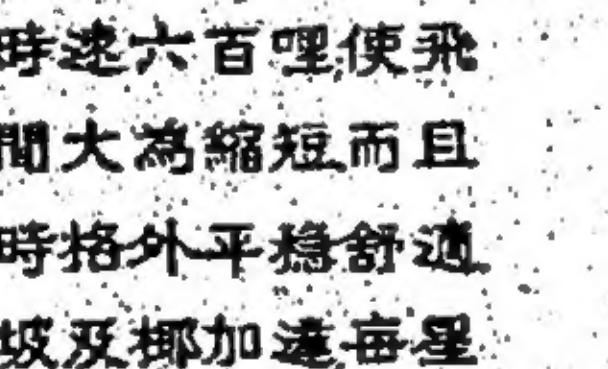 時速六百哩使飛
間大為縮短而且
時格外平穩舒適
坡及椰加達每星